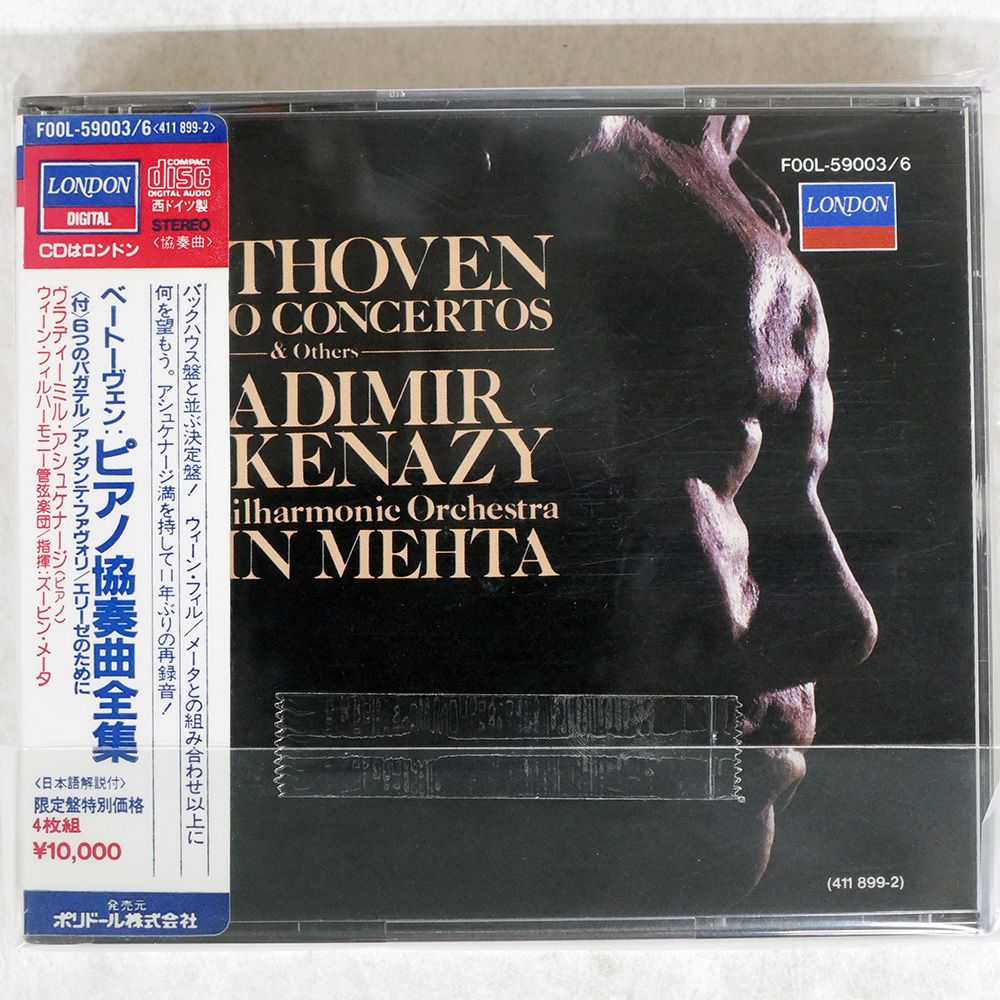 F00L-59003/6<411 899-2>
LONDON
DIGITAL
CDはロンドン
COMPACT
disc
DIGITAL AUDIO
西ドイツ製
STEREO
〈協奏曲〉
バックハウス盤と並ぶ決定盤! ウィーン・フィル/メータとの組み合わせ以上に
何を望もう。アシュケナージ満を持して11年ぶりの再録音!
ベートーヴェン:ピアノ協奏曲全集
〈付〉6つのバガテル/アンダンテ・ファヴォリ/エリーゼのために
ヴラディーミル・アシュケナージ(ピアノ)
ウィーン・フィルハーモニー管弦楽団/指揮:ズービン・メータ
〈日本語解説付〉
限定盤特別価格
4枚組
¥10,000
発売元
ポリドール株式会社
F00L-59003/6
LONDON
THOVEN
O CONCERTOS
& Others
ADIMIR
KENAZY
ilharmonic Orchestra
IN MEHTA
(411 899-2)